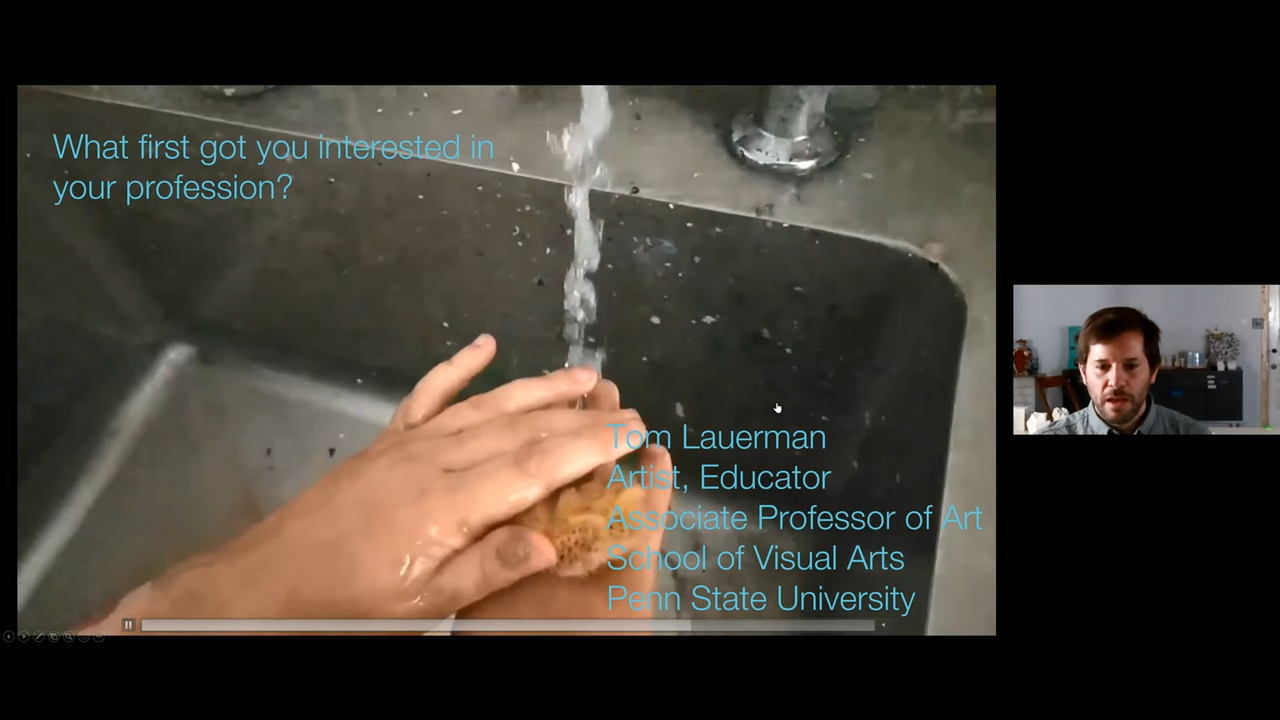 What first got you interested in
your profession?
Tom Lauerman
Artist, Educator
Associate Professor of Art
School of Visual Arts
Penn State University